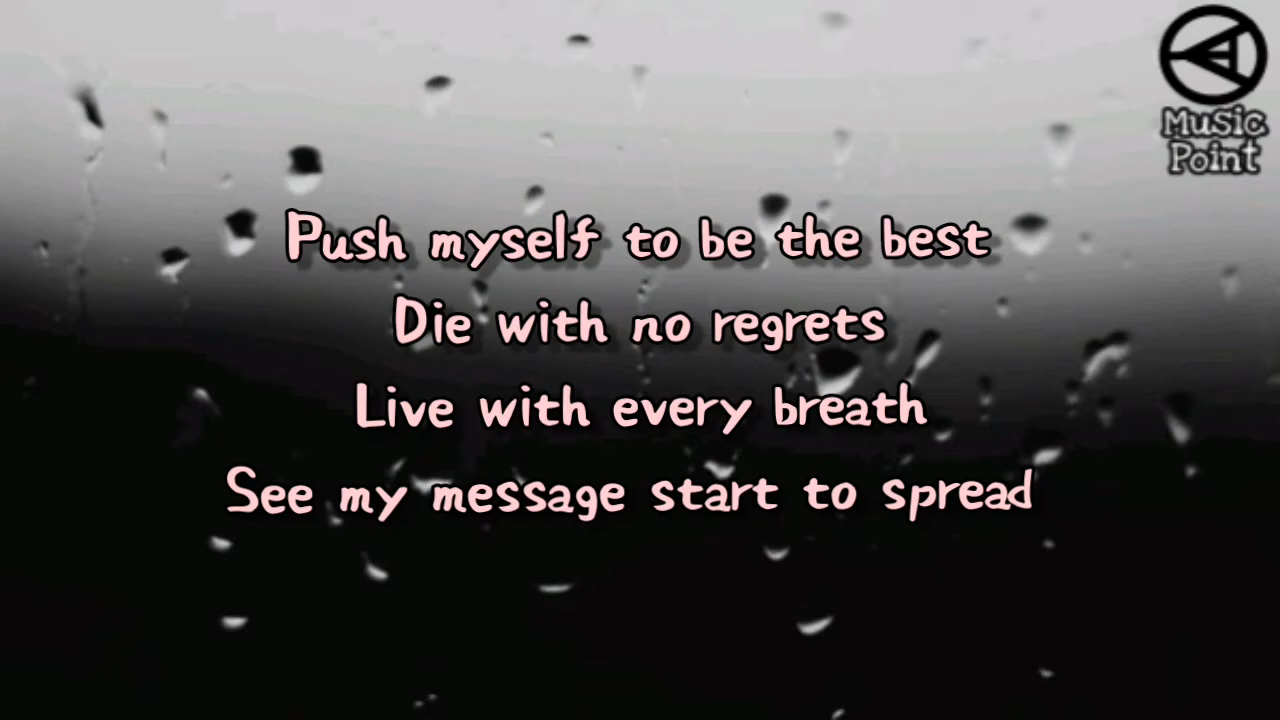 Music
Point
Push myself to be the best
Die with no regrets
Live with every breath
See my message start to spread